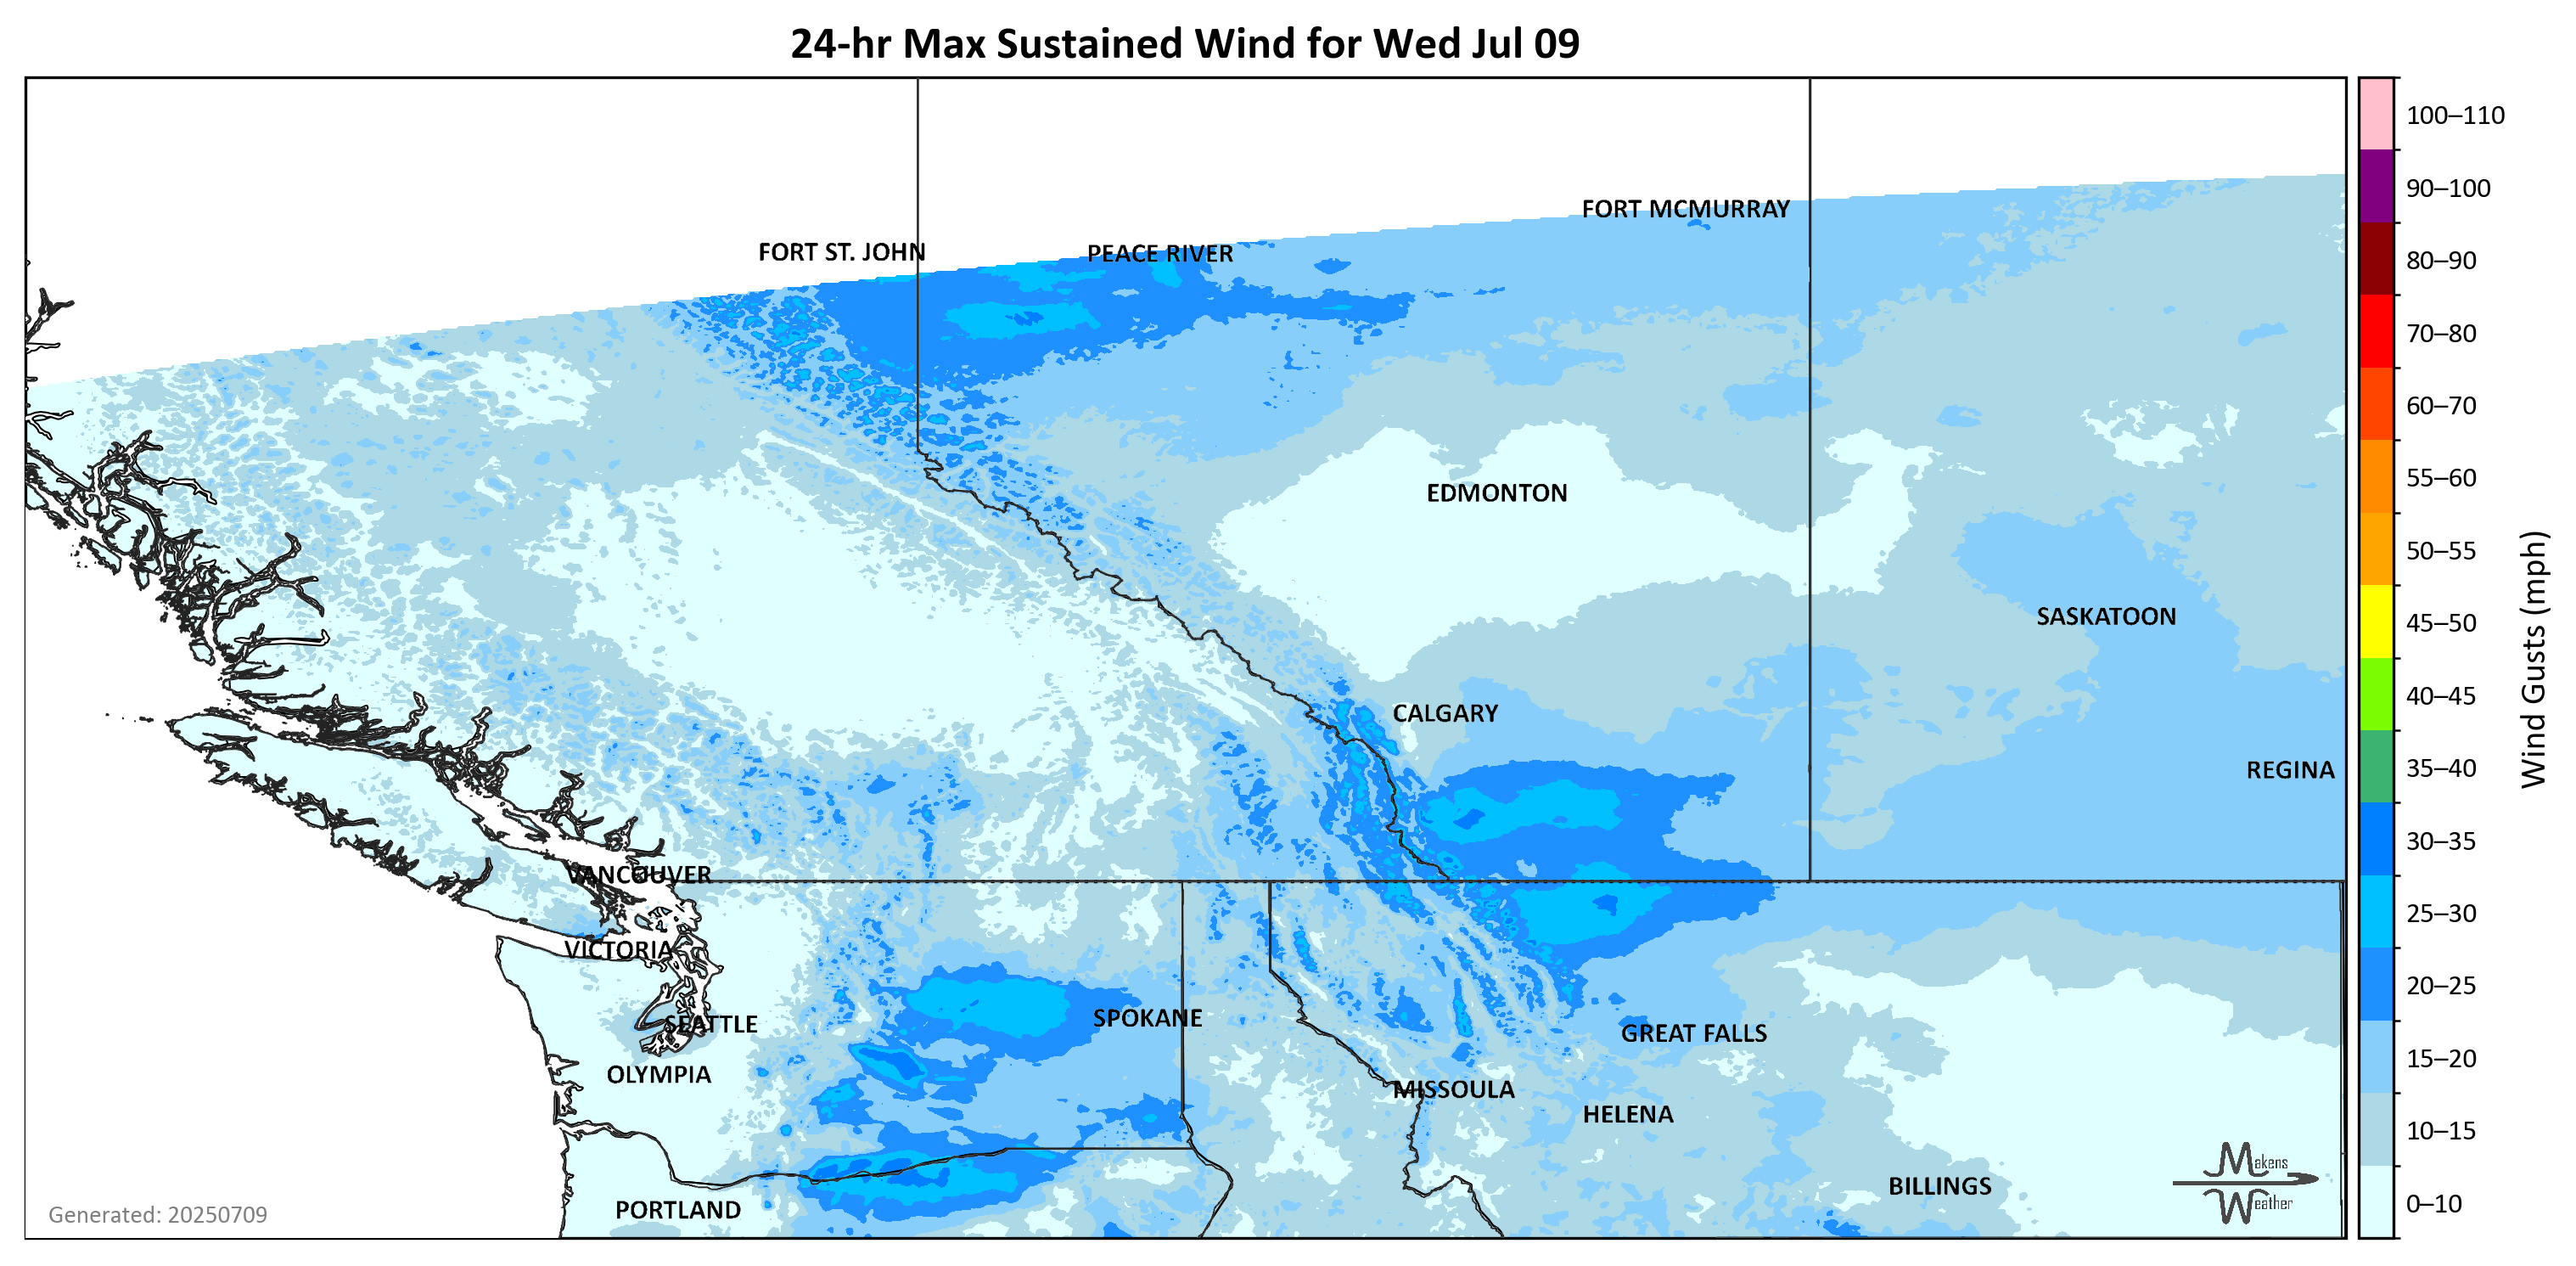 24-hr Max Sustained Wind for Wed Jul 09
100–110
90–100
80–90
70–80
60–70
55–60
50–55
45–50
40–45
35–40
30–35
25–30
20–25
15–20
10–15
0–10
Wind Gusts (mph)
FORT MCMURRAY
FORT ST. JOHN
PEACE RIVER
EDMONTON
SASKATOON
CALGARY
REGINA
VANCOUVER
VICTORIA
SEATTLE
SPOKANE
GREAT FALLS
OLYMPIA
MISSOULA
HELENA
BILLINGS
PORTLAND
Makens
Weather
Generated: 20250709